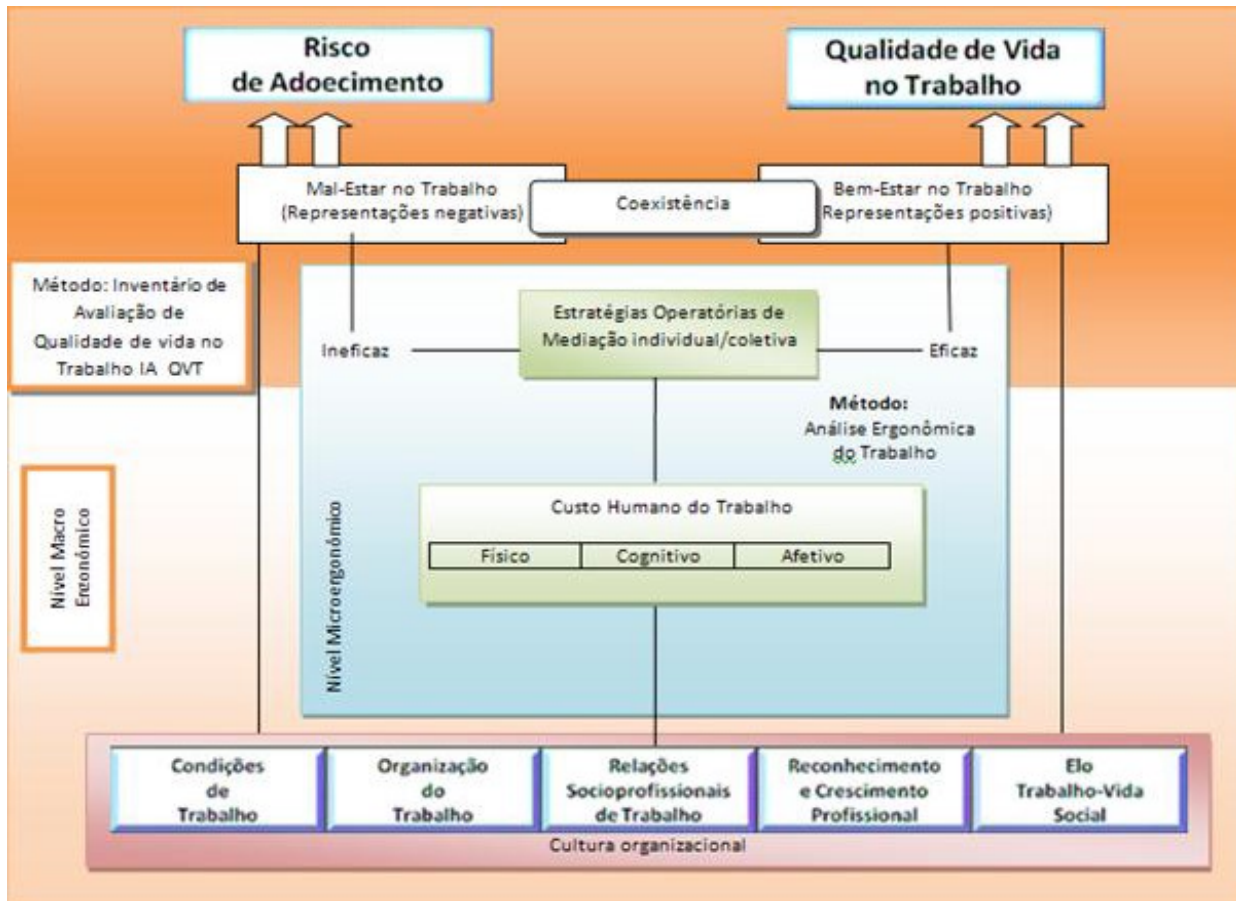 Risco
de Adoecimento
Qualidade de Vida
no Trabalho
Mal-Estar no Trabalho
(Representações negativas)
Coexistência
Bem-Estar no Trabalho
Representações positivas)
Método: Inventário de
Avaliação de
Qualidade de vida no
Trabalho IA QVT
Estratégias Operatórias de
Mediação individual/coletiva
Ineficaz
Eficaz
Método:
Análise Ergonômica
do Trabalho
Nível Macro
Ergonómico
Nível Microergonómico
Custo Humano do Trabalho
Físico
Cognitivo
Afetivo
Condições
de
Trabalho
Organização
do
Trabalho
Relações
Socioprofissionais
de Trabalho
Reconhecimento
e Crescimento
Profissional
Elo
Trabalho-Vida
Social
Cultura organizacional